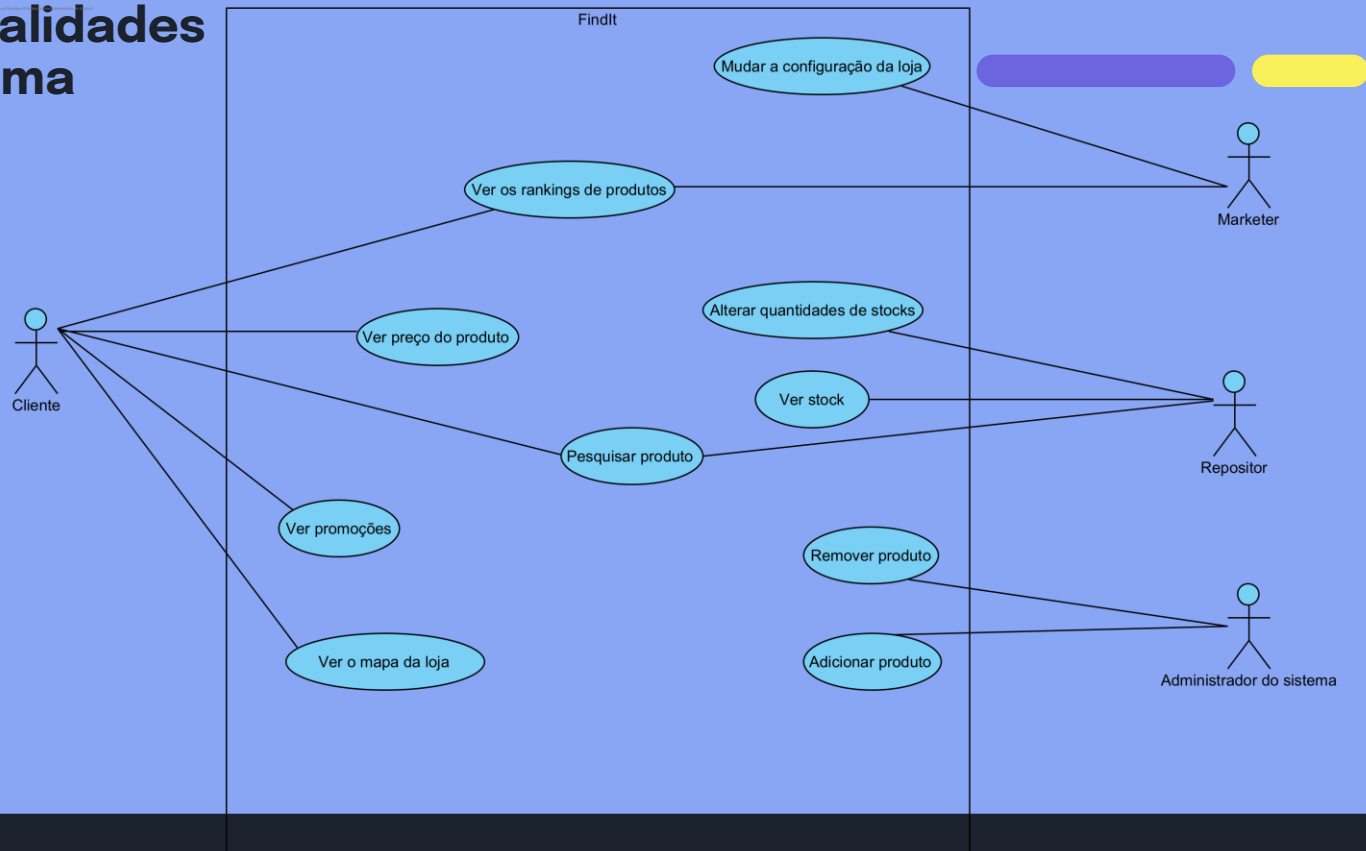 alidades
ma
FindIt
Mudar a configuração da loja
Ver os rankings de produtos
Marketer
Alterar quantidades de stocks
Ver preço do produto
Ver stock
Cliente
Pesquisar produto
Repositor
Ver promoções
Remover produto
Ver o mapa da loja
Adicionar produto
Administrador do sistema